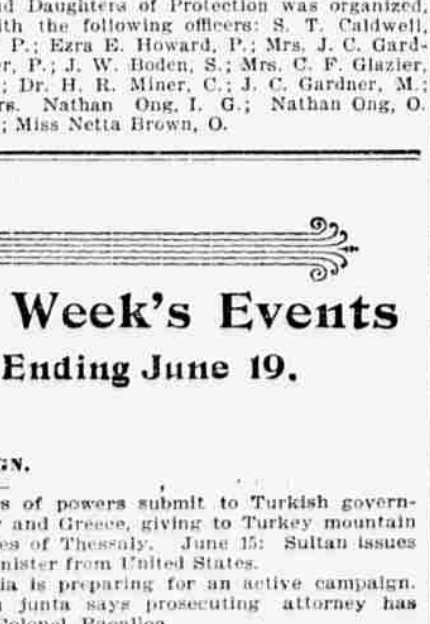 d Daughters of Protection was organized,
ith the following officers: S. T. Caldwell,
P.; Ezra E. Howard, P.; Mrs. J. C. Gard-
er, P.; J. W. Boden, S.; Mrs. C. F. Glazier,
; Dr. H. R. Miner, C.; J. C. Gardner, M.;
rs. Nathan Ong, I. G.; Nathan Ong, O.
; Miss Netta Brown, O.
Week's Events
Ending June 19.
GN.
s of powers submit to Turkish govern-
y and Greece, giving to Turkey mountain
es of Thessaly. June 15: Sultan issues
nister from United States.
ia is preparing for an active campaign.
n junta says prosecuting attorney has
Colonel